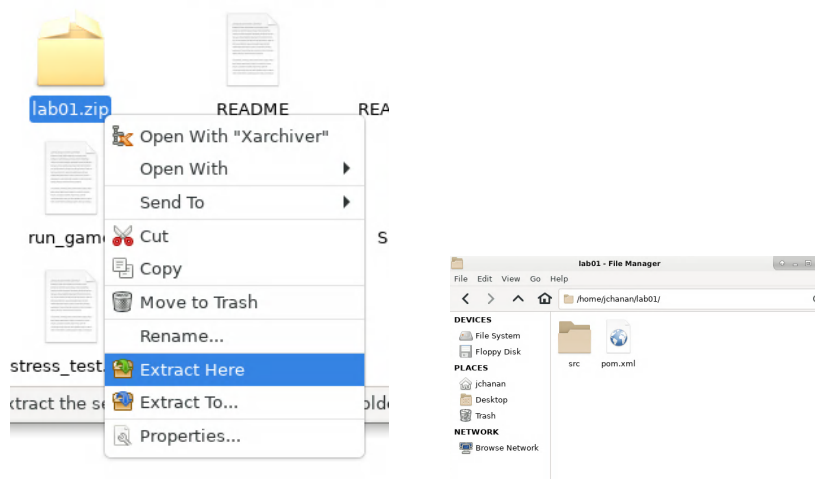 lab01.zip
README
REA
Open With "Xarchiver"
Open With
Send To
run_game
Cut
S
Copy
Move to Trash
Rename...
stress_test.
Extract Here
xtract the se
Extract To...
olde
Properties...
lab01 - File Manager
File Edit View Go Help
/home/jchanan/lab01/
DEVICES
File System
Floppy Disk
PLACES
jchanan
Desktop
Trash
NETWORK
Browse Network
src
pom.xml